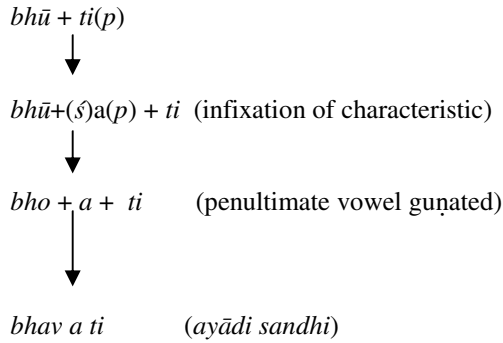 bhū + ti(p)
bhū+(ś)a(p) + ti (infixation of characteristic)
bho + a + ti (penultimate vowel guṇated)
bhav a ti (ayādi sandhi)